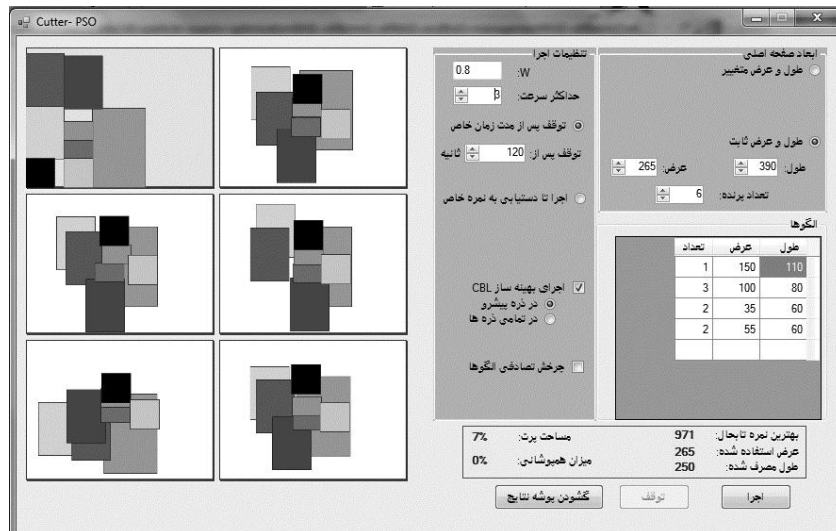 Cutter- PSO
ابعاد صفحه اصلی
طول و عرض متغییر
طول و عرض ثابت
طول: 390 عرض: 265
تعداد پرنده: 6
تنظیمات اجرا
W: 0.8
حداکثر سرعت: 3
توقف پس از مدت زمان خاص
توقف پس از: 120 ثانیه
اجرا تا دستیابی به نمره خاص
اجرای بهینه ساز CBL
در ذره پیشرو
در تمامی ذره ها
چرخش تصادفی الگوها
الگوها
طول عرض تعداد
110 150 1
80 100 3
60 35 2
60 55 2
بهترین نمره تابحال: 971
عرض استفاده شده: 265
طول مصرف شده: 250
مساحت پرت: 7%
میزان همپوشانی: 0%
اجرا
توقف
گشودن پوشه نتایج